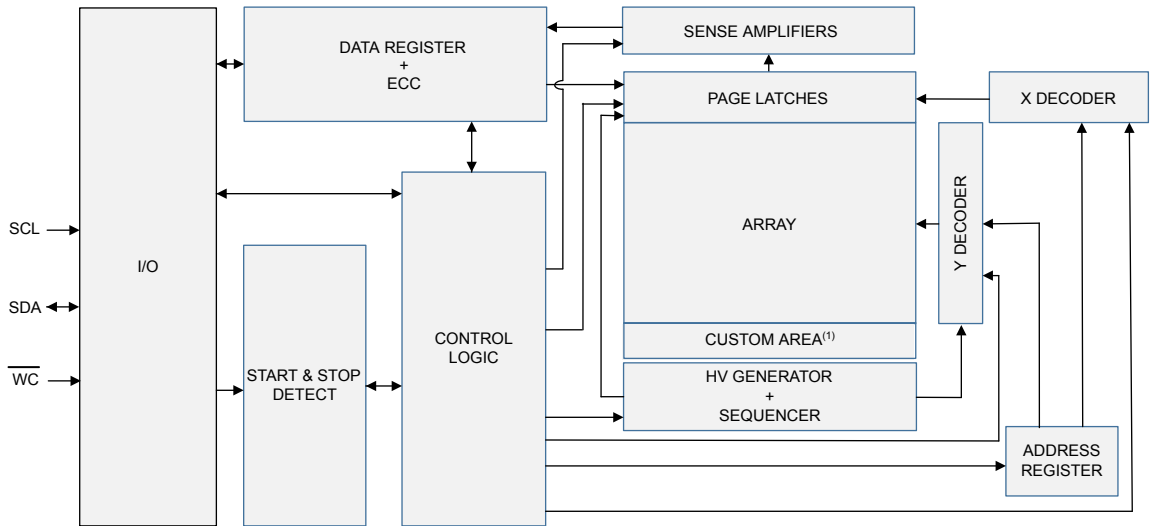 DATA REGISTER
+
ECC
SENSE AMPLIFIERS
PAGE LATCHES
X DECODER
ARRAY
Y DECODER
SCL
I/O
SDA
CONTROL
LOGIC
CUSTOM AREA(1)
WC
START & STOP
DETECT
HV GENERATOR
+
SEQUENCER
ADDRESS
REGISTER